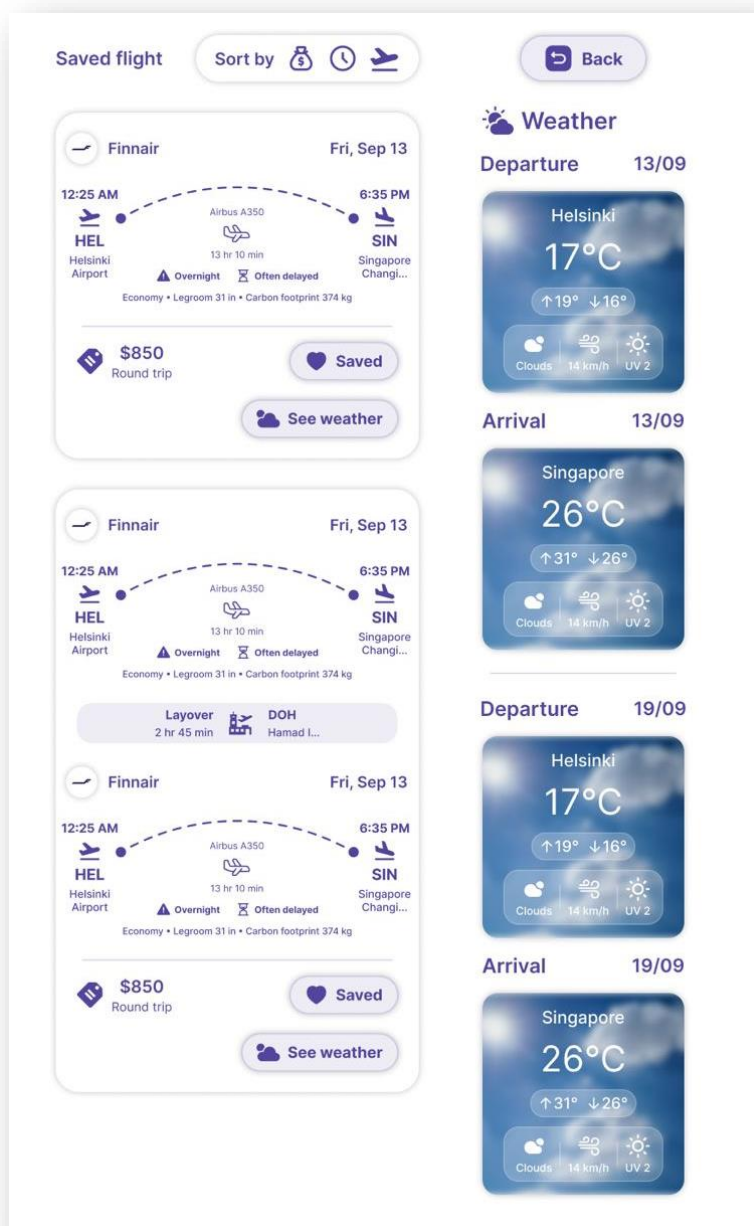 Saved flight
Sort by
Back
Finnair
Fri, Sep 13
12:25 AM
6:35 PM
Airbus A350
HEL
SIN
Helsinki
Airport
13 hr 10 min
Singapore
Changi...
Overnight
Often delayed
Economy • Legroom 31 in • Carbon footprint 374 kg
$850
Round trip
Saved
See weather
Finnair
Fri, Sep 13
12:25 AM
6:35 PM
Airbus A350
HEL
SIN
Helsinki
Airport
13 hr 10 min
Singapore
Changi...
Overnight
Often delayed
Economy • Legroom 31 in • Carbon footprint 374 kg
Layover
2 hr 45 min
DOH
Hamad I...
Finnair
Fri, Sep 13
12:25 AM
6:35 PM
Airbus A350
HEL
SIN
Helsinki
Airport
13 hr 10 min
Singapore
Changi...
Overnight
Often delayed
Economy • Legroom 31 in • Carbon footprint 374 kg
$850
Round trip
Saved
See weather
Weather
Departure 13/09
Helsinki
17°C
↑19° ↓16°
Clouds 14 km/h UV 2
Arrival 13/09
Singapore
26°C
↑31° ↓26°
Clouds 14 km/h UV 2
Departure 19/09
Helsinki
17°C
↑19° ↓16°
Clouds 14 km/h UV 2
Arrival 19/09
Singapore
26°C
↑31° ↓26°
Clouds 14 km/h UV 2